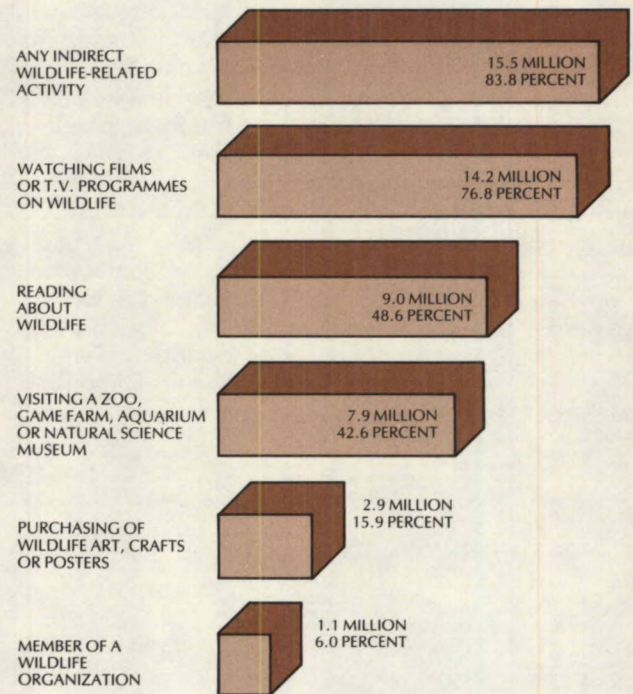 ANY INDIRECT
WILDLIFE-RELATED
ACTIVITY
15.5 MILLION
83.8 PERCENT
WATCHING FILMS
OR T.V. PROGRAMMES
ON WILDLIFE
14.2 MILLION
76.8 PERCENT
READING
ABOUT
WILDLIFE
9.0 MILLION
48.6 PERCENT
VISITING A ZOO,
GAME FARM, AQUARIUM
OR NATURAL SCIENCE
MUSEUM
7.9 MILLION
42.6 PERCENT
PURCHASING OF
WILDLIFE ART, CRAFTS
OR POSTERS
2.9 MILLION
15.9 PERCENT
MEMBER OF A
WILDLIFE
ORGANIZATION
1.1 MILLION
6.0 PERCENT